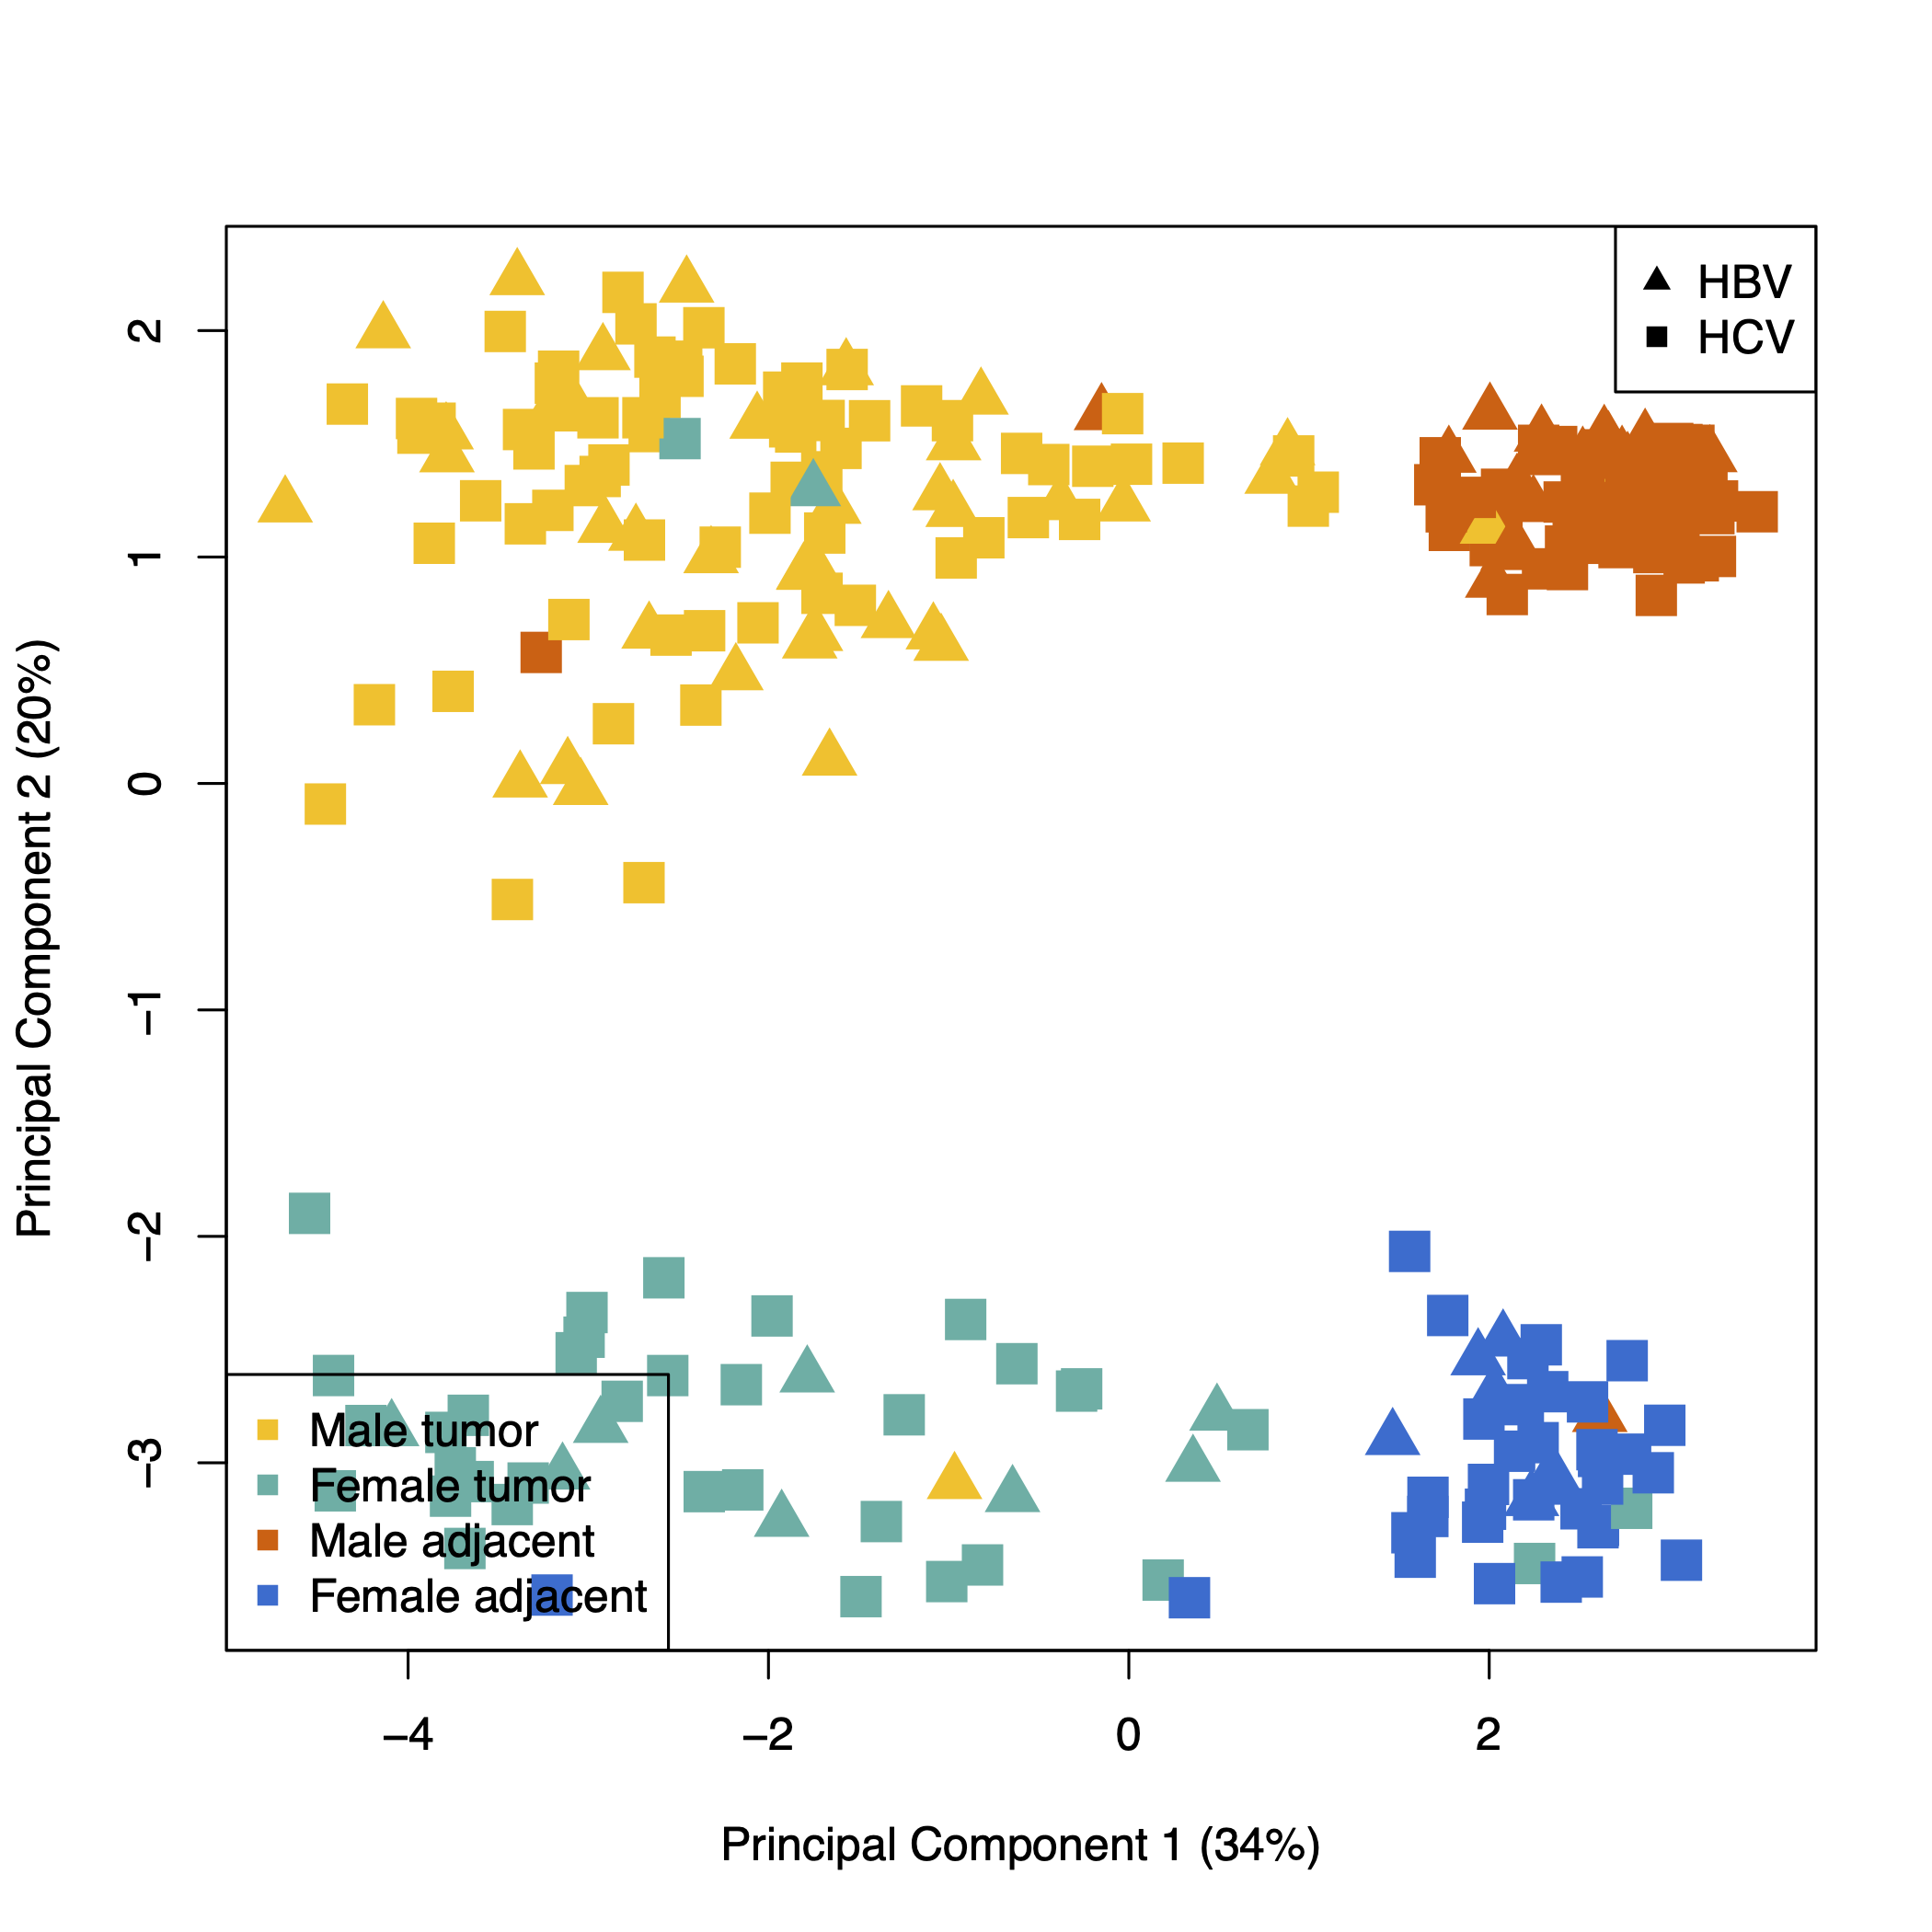 HBV
HCV
2
1
0
−1
−2
−3
Principal Component 2 (20%)
Male tumor
Female tumor
Male adjacent
Female adjacent
−4 −2 0 2
Principal Component 1 (34%)